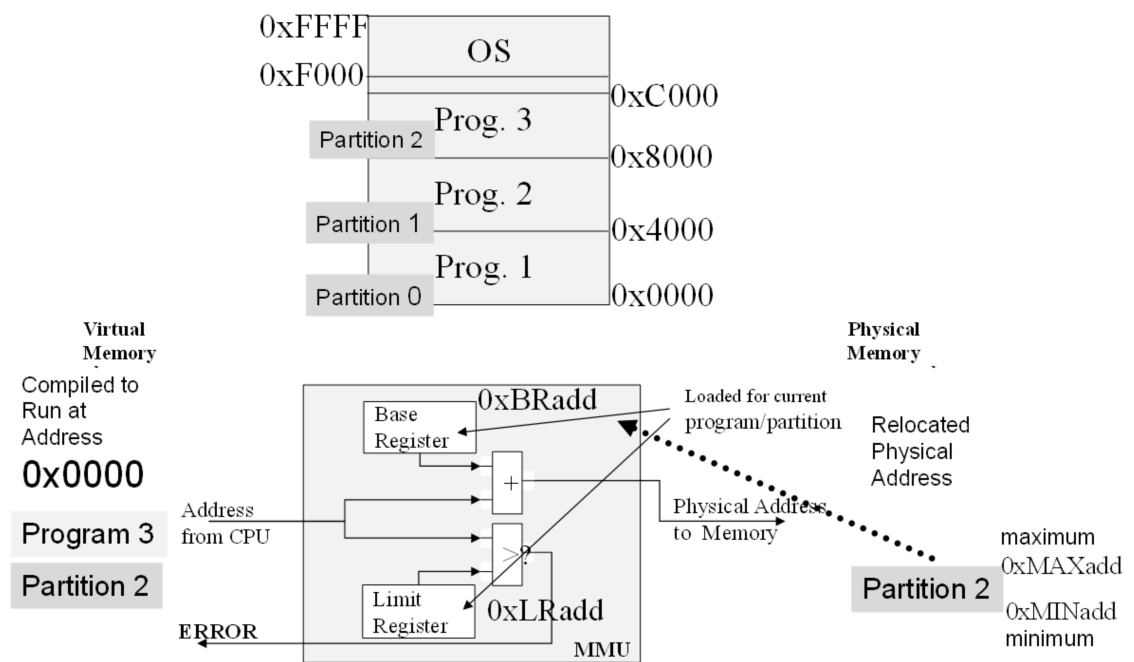 0xFFFF
OS
0xF000
0xC000
Prog. 3
Partition 2
0x8000
Prog. 2
Partition 1
0x4000
Prog. 1
Partition 0
0x0000
Virtual
Memory
Physical
Memory
Compiled to
Run at
Address
0x0000
Program 3
Partition 2
Address
from CPU
ERROR
Base
Register
0xBRadd
+
>?
Limit
Register
0xLRadd
MMU
Loaded for current
program/partition
Physical Address
to Memory
Relocated
Physical
Address
maximum
0xMAXadd
Partition 2
0xMINadd
minimum